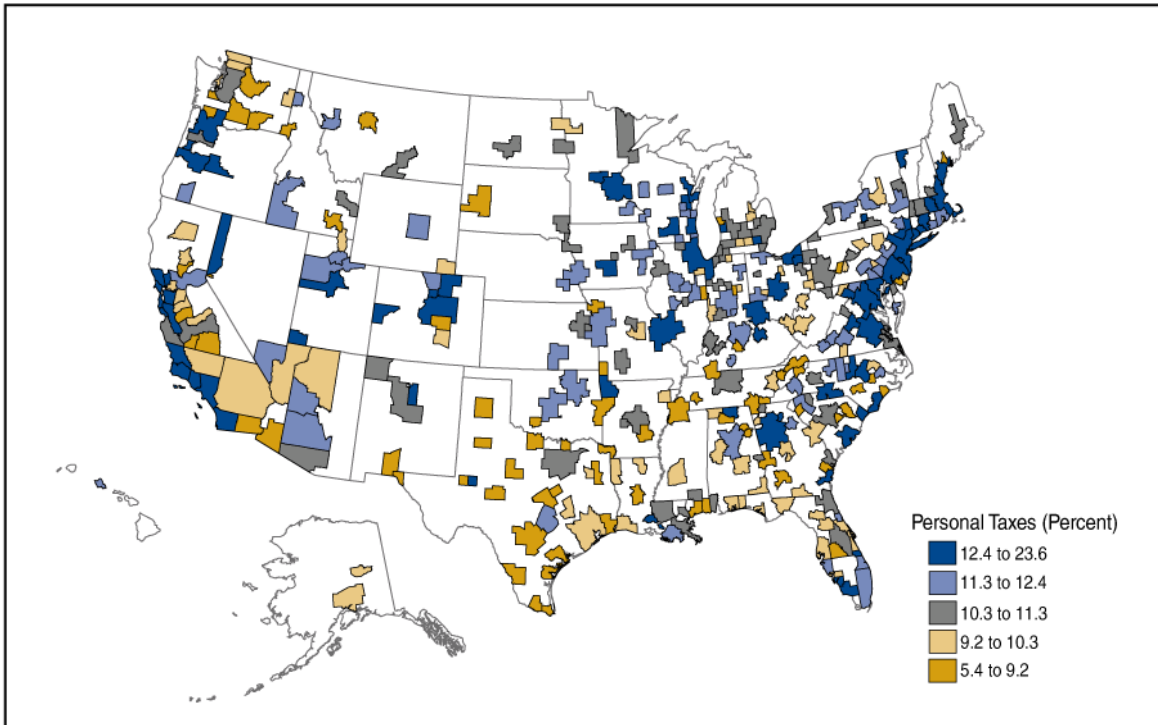 Personal Taxes (Percent)
12.4 to 23.6
11.3 to 12.4
10.3 to 11.3
9.2 to 10.3
5.4 to 9.2